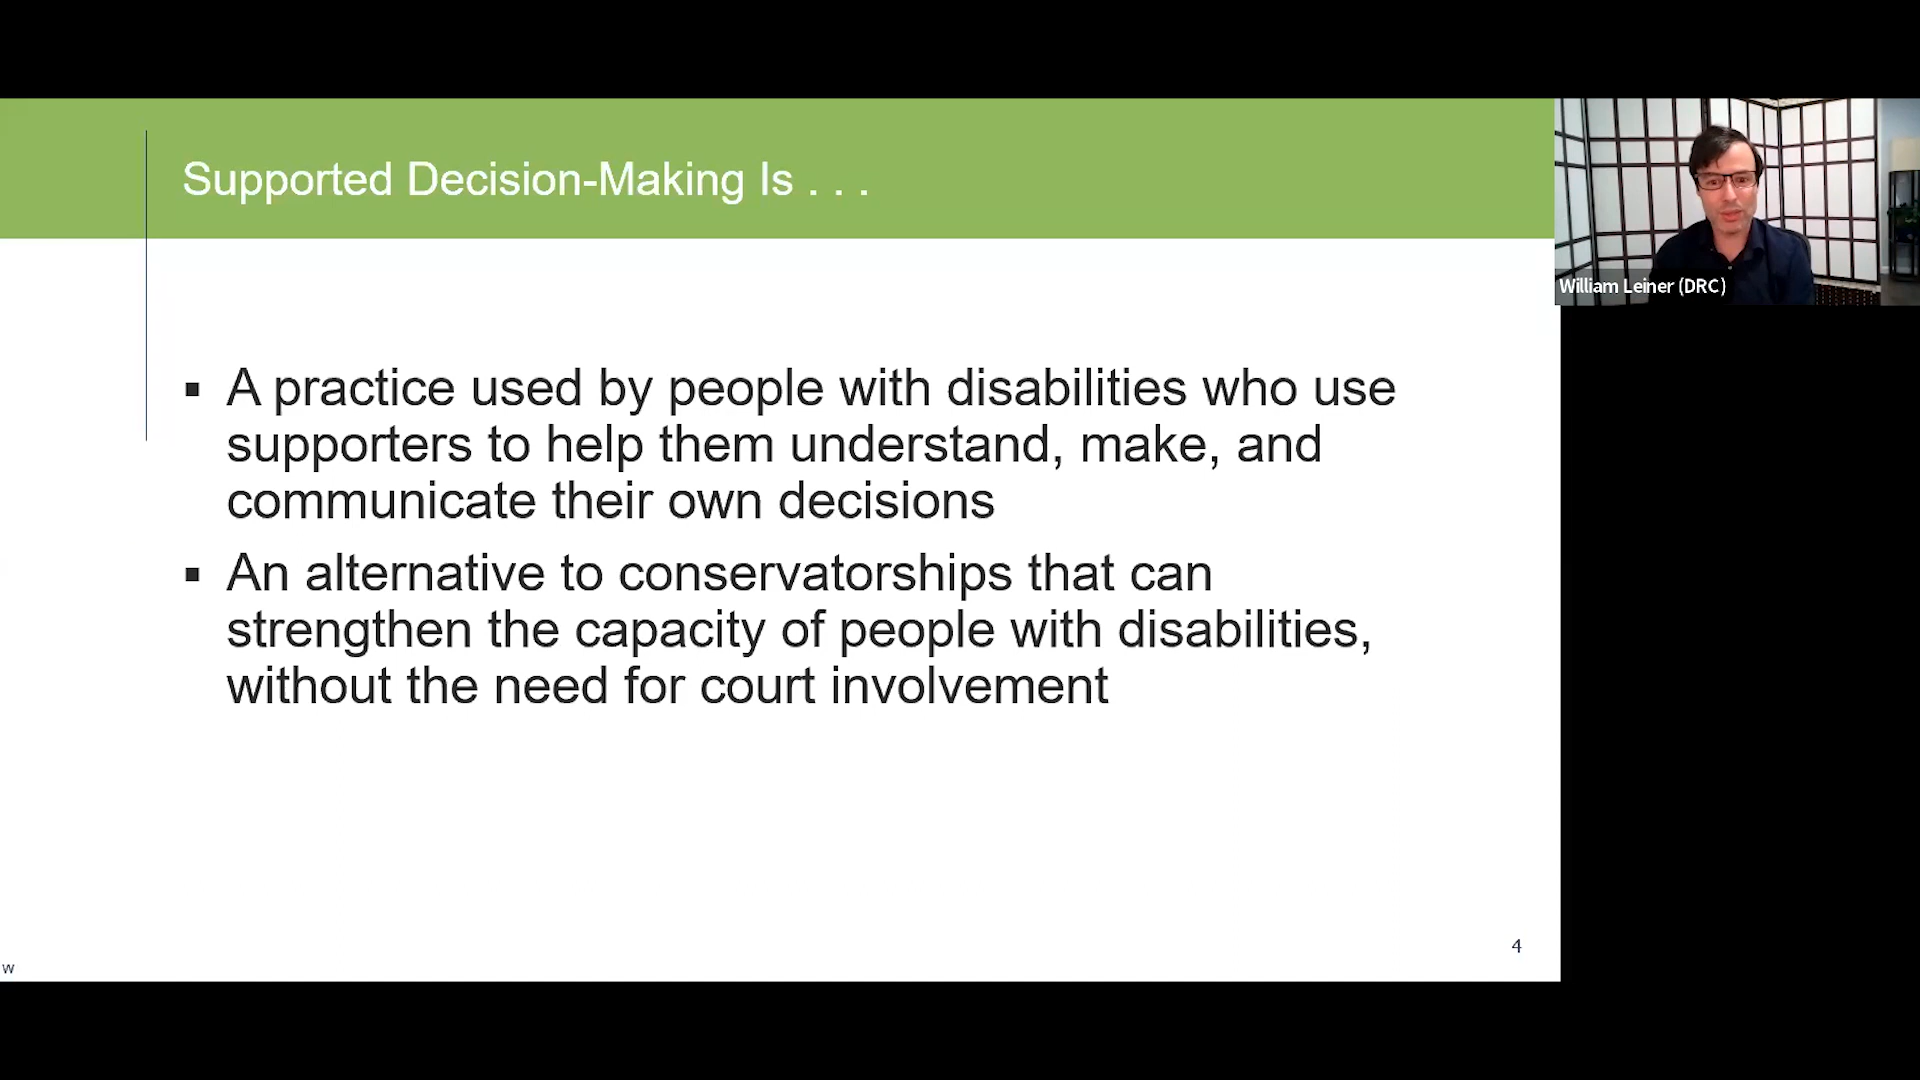 Supported Decision-Making Is . . .
William Leiner (DRC)
▪ A practice used by people with disabilities who use
supporters to help them understand, make, and
communicate their own decisions
▪ An alternative to conservatorships that can
strengthen the capacity of people with disabilities,
without the need for court involvement
4
w